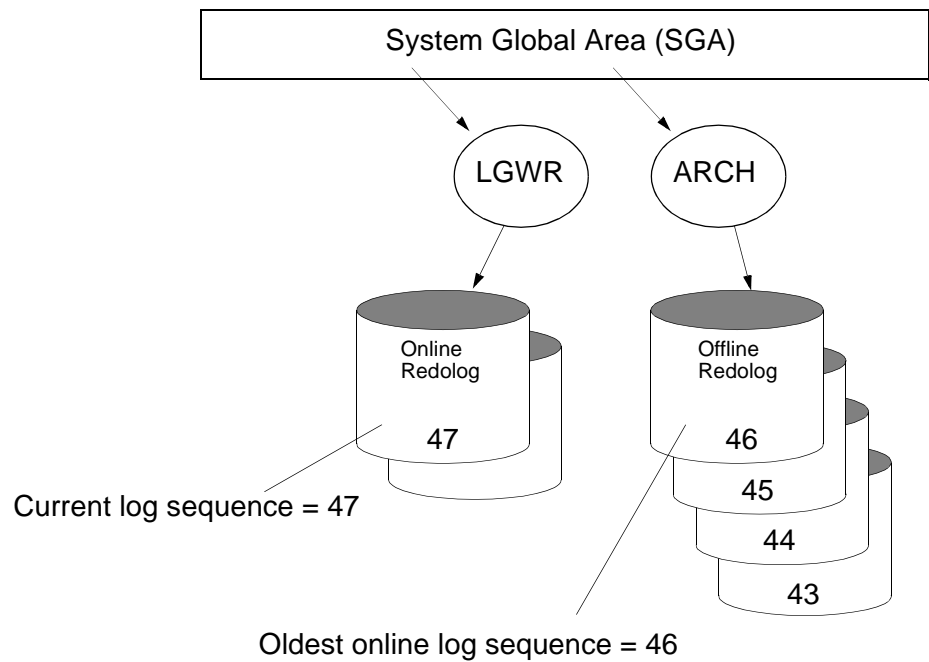 System Global Area (SGA)
LGWR
ARCH
Online
Redolog
47
Offline
Redolog
46
45
44
43
Current log sequence = 47
Oldest online log sequence = 46